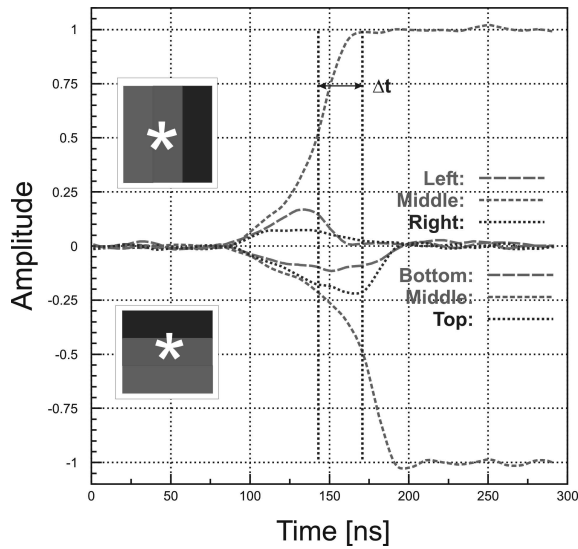 Amplitude
1
0.75
0.5
0.25
0
-0.25
-0.5
-0.75
-1
*
*
Δt
Left:
Middle:
Right:
Bottom:
Middle:
Top:
0 50 100 150 200 250 300
Time [ns]